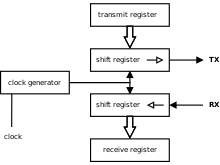 transmit register
shift register
TX
clock generator
shift register
RX
clock
receive register